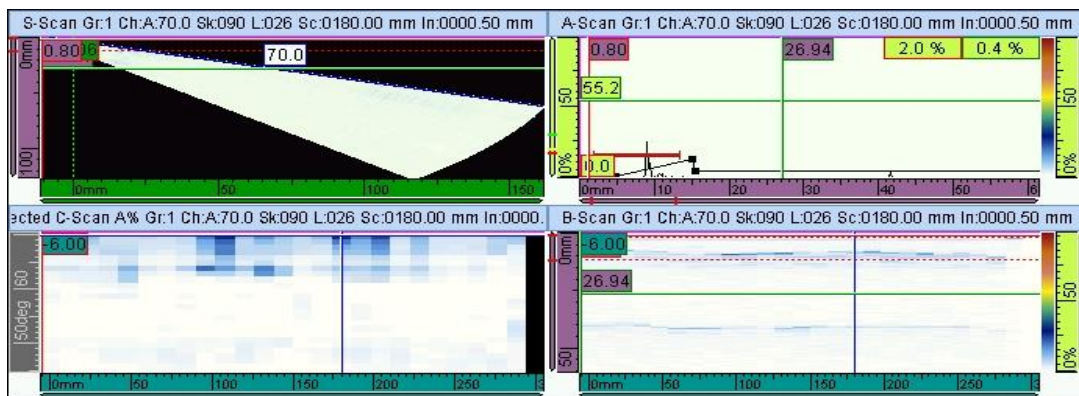 S-Scan Gr:1 Ch:A:70.0 Sk:090 L:026 Sc:0180.00 mm In:0000.50 mm
0mm
100
0.80
70.0
0mm 50 100 150
A-Scan Gr:1 Ch:A:70.0 Sk:090 L:026 Sc:0180.00 mm In:0000.50
0.80 26.94 2.0 % 0.4 %
50
55.2
0%
0.0
0mm 10 20 30 40 50
50
0%
ected C-Scan A% Gr:1 Ch:A:70.0 Sk:090 L:026 Sc:0180.00 mm In:0000.
-6.00
60
50deg
0mm 50 100 150 200 250
B-Scan Gr:1 Ch:A:70.0 Sk:090 L:026 Sc:0180.00 mm In:0000.50
-6.00
0mm
26.94
50
0mm 50 100 150 200 250
50
0%